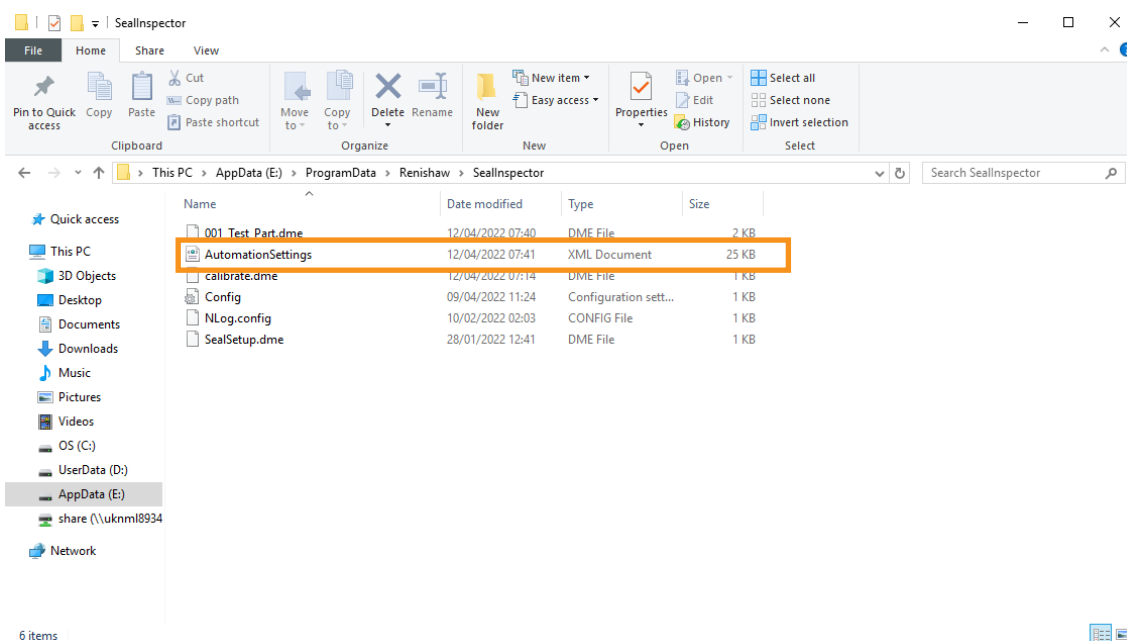 SealInspector
File Home Share View
Pin to Quick access
Copy
Paste
Cut
Copy path
Paste shortcut
Move to
Copy to
Delete
Rename
New folder
New item
Easy access
Properties
Open
Edit
History
Select all
Select none
Invert selection
Clipboard Organize New Open Select
This PC > AppData (E:) > ProgramData > Renishaw > SealInspector
Search SealInspector
Quick access
This PC
3D Objects
Desktop
Documents
Downloads
Music
Pictures
Videos
OS (C:)
UserData (D:)
AppData (E:)
share (\\uknml8934
Network
Name Date modified Type Size
001_Test_Part.dme 12/04/2022 07:40 DME File 2 KB
AutomationSettings 12/04/2022 07:41 XML Document 25 KB
calibrate.dme 12/04/2022 07:14 DME File 1 KB
Config 09/04/2022 11:24 Configuration sett... 1 KB
NLog.config 10/02/2022 02:03 CONFIG File 1 KB
SealSetup.dme 28/01/2022 12:41 DME File 1 KB
6 items